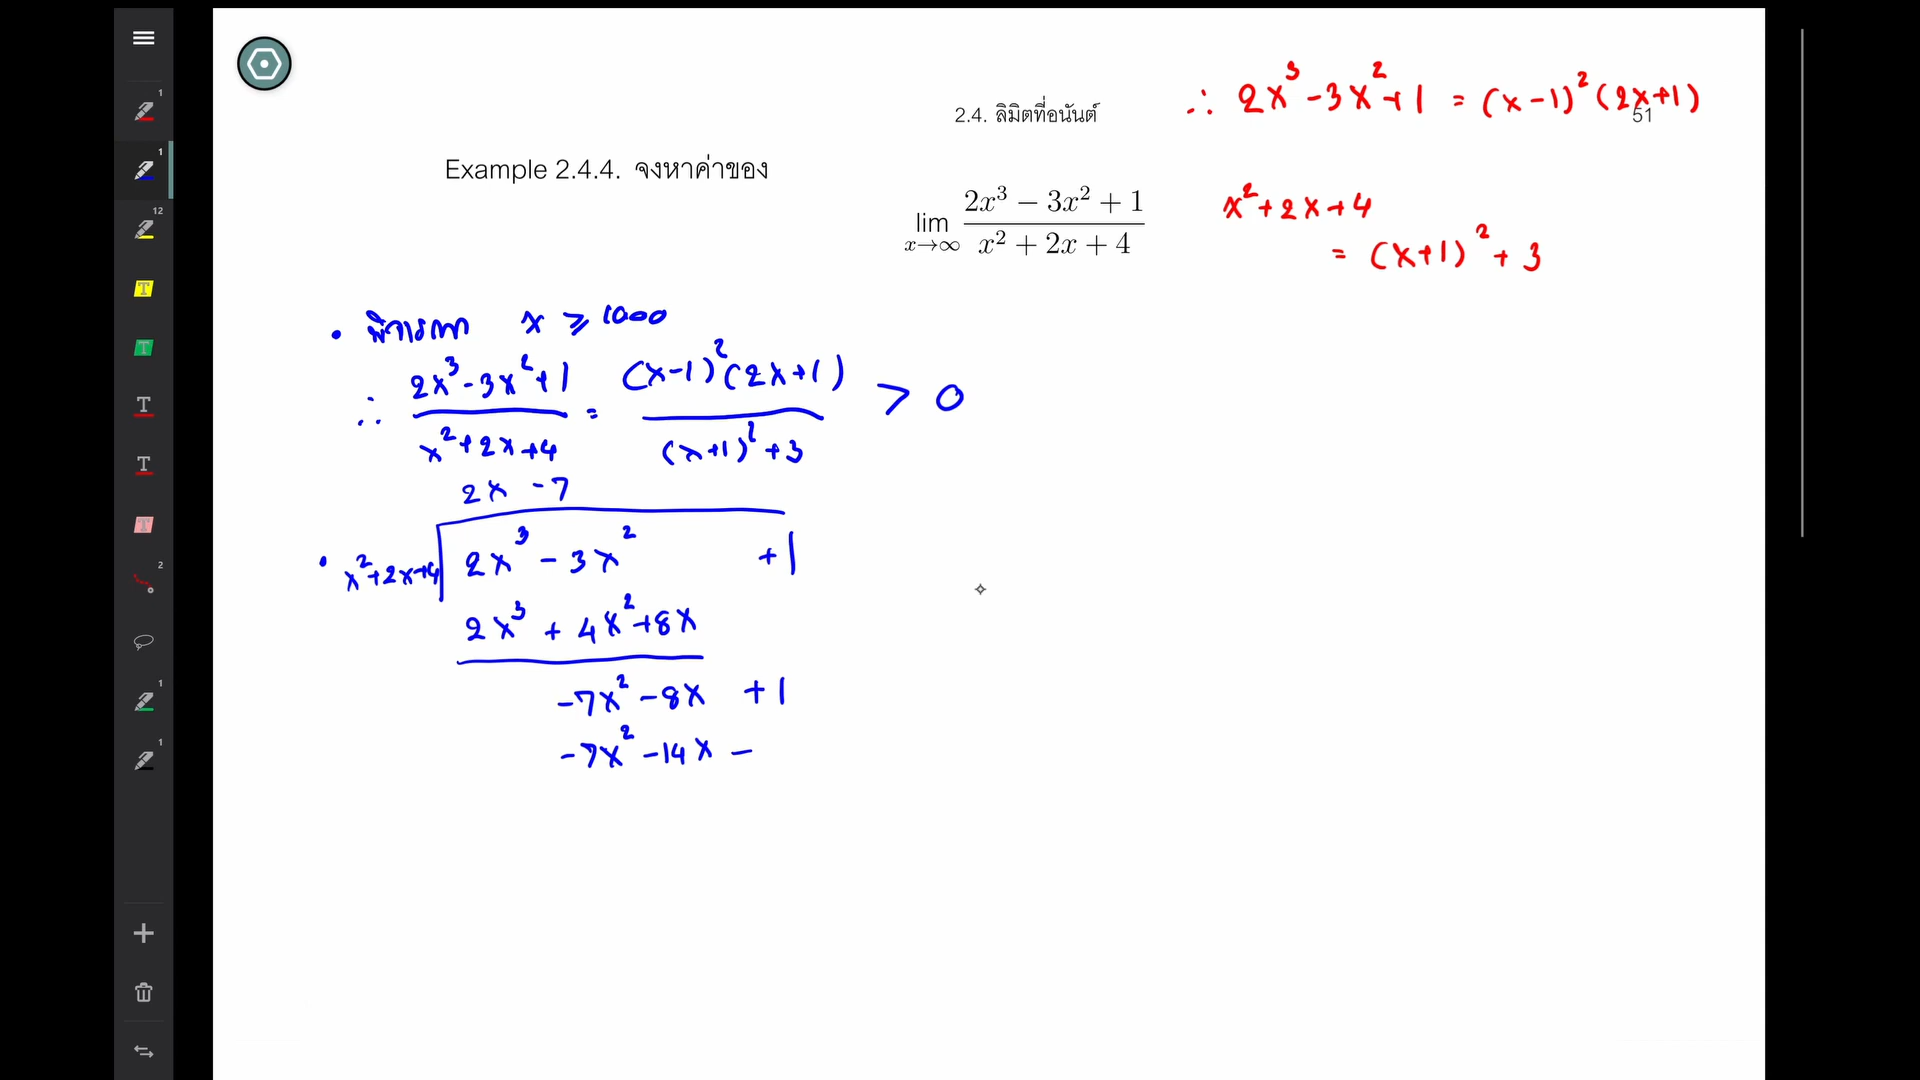 2.4. ลิมิตที่อนันต์
51
∴ 2x³ - 3x² + 1 = (x-1)² (2x+1)
Example 2.4.4. จงหาค่าของ
lim x→∞ (2x³ − 3x² + 1)/(x² + 2x + 4)
x² + 2x + 4
= (x+1)² + 3
• พิจารณา x ≥ 1000
∴ (2x³ - 3x² + 1)/(x² + 2x + 4) = ((x-1)² (2x+1))/((x+1)² + 3) > 0
2x - 7
• x² + 2x + 4 2x³ - 3x² + 1
2x³ + 4x² + 8x
-7x² - 8x + 1
-7x² - 14x -